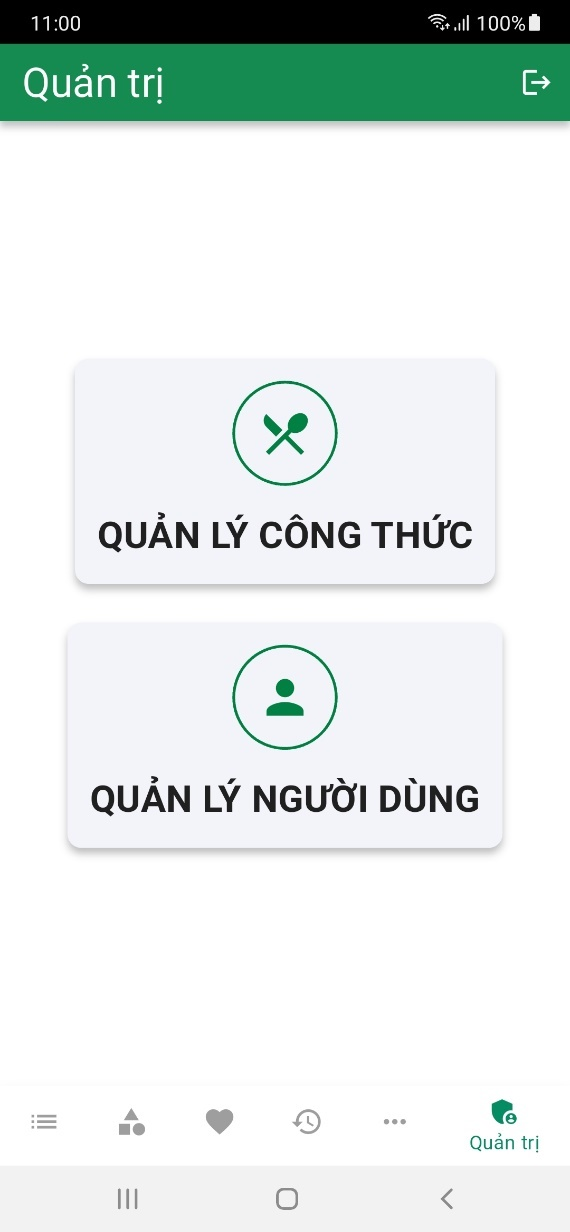 11:00
100%
Quản trị
QUẢN LÝ CÔNG THỨC
QUẢN LÝ NGƯỜI DÙNG
Quản trị